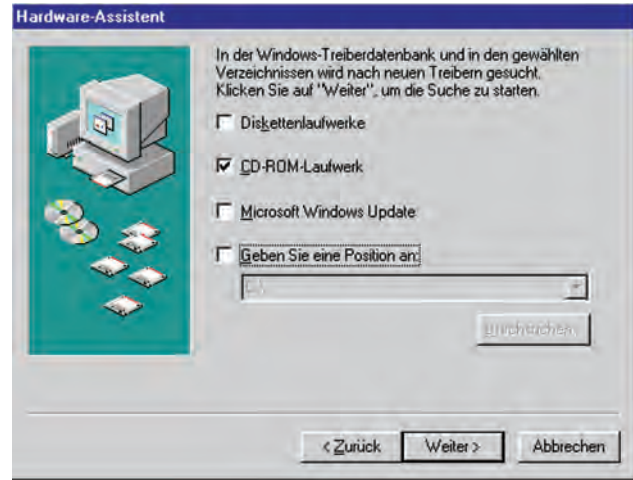 Hardware-Assistent
In der Windows-Treiberdatenbank und in den gewählten
Verzeichnissen wird nach neuen Treibern gesucht.
Klicken Sie auf "Weiter", um die Suche zu starten.
Diskettenlaufwerke
CD-ROM-Laufwerk
Microsoft Windows Update
Geben Sie eine Position an:
Durchsuchen...
< Zurück Weiter > Abbrechen